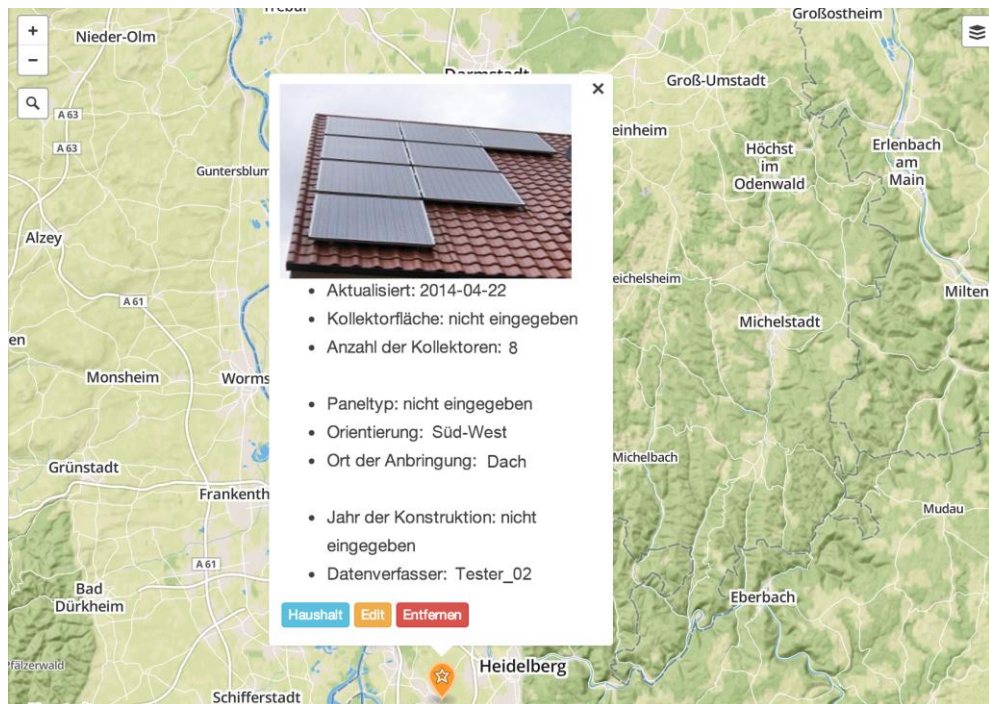 Trebur
Großostheim
+
Nieder-Olm
−
Darmstadt
Groß-Umstadt
×
A 63
einheim
A 63
Höchst
im
Odenwald
Erlenbach
am
Main
Guntersblum
Alzey
eichelsheim
Aktualisiert: 2014-04-22
Milten
A 61
Kollektorfläche: nicht eingegeben
Michelstadt
en
Anzahl der Kollektoren: 8
Monsheim
Worms
Paneltyp: nicht eingegeben
Orientierung: Süd-West
Grünstadt
Ort der Anbringung: Dach
Michelbach
Frankenth
Mudau
Jahr der Konstruktion: nicht
eingegeben
A 61
Datenverfasser: Tester_02
Bad
Dürkheim
Eberbach
Haushalt
Edit
Entfernen
Pfälzerwald
Heidelberg
Schifferstadt